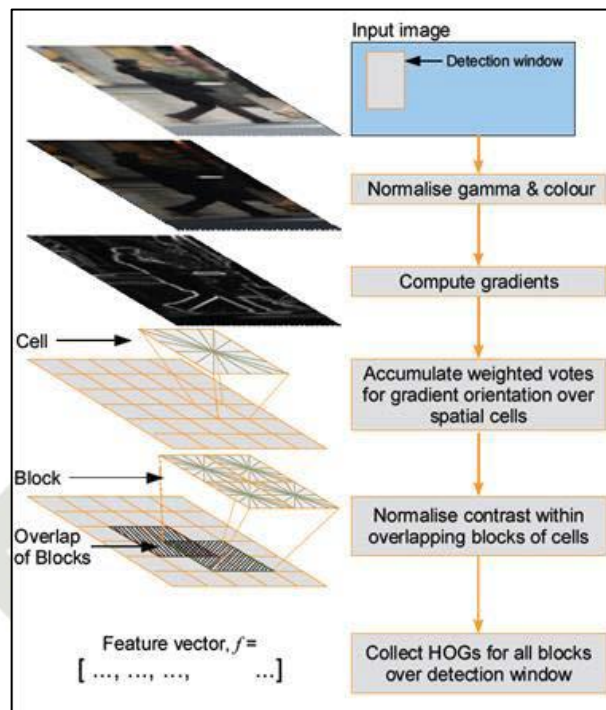 Input image
Detection window
Normalise gamma & colour
Compute gradients
Cell
Accumulate weighted votes
for gradient orientation over
spatial cells
Block
Overlap
of Blocks
Normalise contrast within
overlapping blocks of cells
Feature vector, f =
[ ..., ..., ...,   ...]
Collect HOGs for all blocks
over detection window